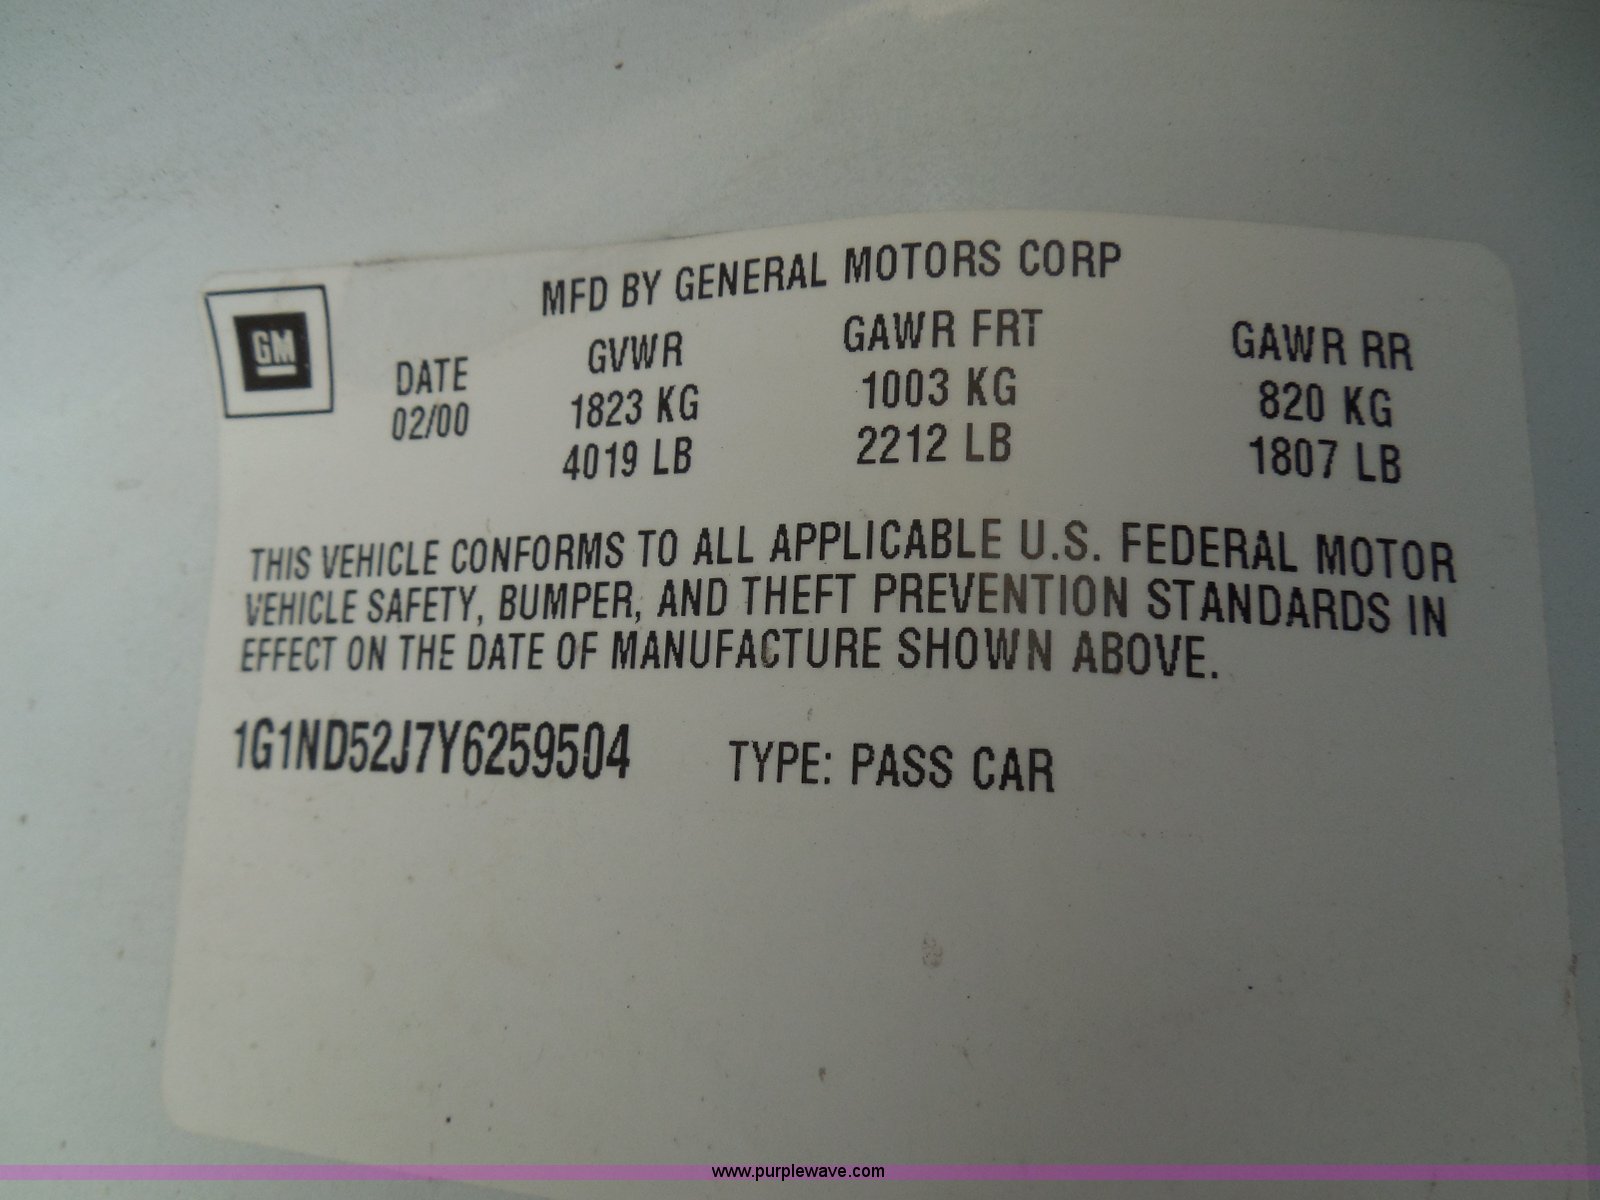 MFD BY GENERAL MOTORS CORP
GM
DATE GVWR GAWR FRT GAWR RR
02/00 1823 KG 1003 KG 820 KG
4019 LB 2212 LB 1807 LB
THIS VEHICLE CONFORMS TO ALL APPLICABLE U.S. FEDERAL MOTOR
VEHICLE SAFETY, BUMPER, AND THEFT PREVENTION STANDARDS IN
EFFECT ON THE DATE OF MANUFACTURE SHOWN ABOVE.
1G1ND52J7Y6259504 TYPE: PASS CAR
www.purplewave.com